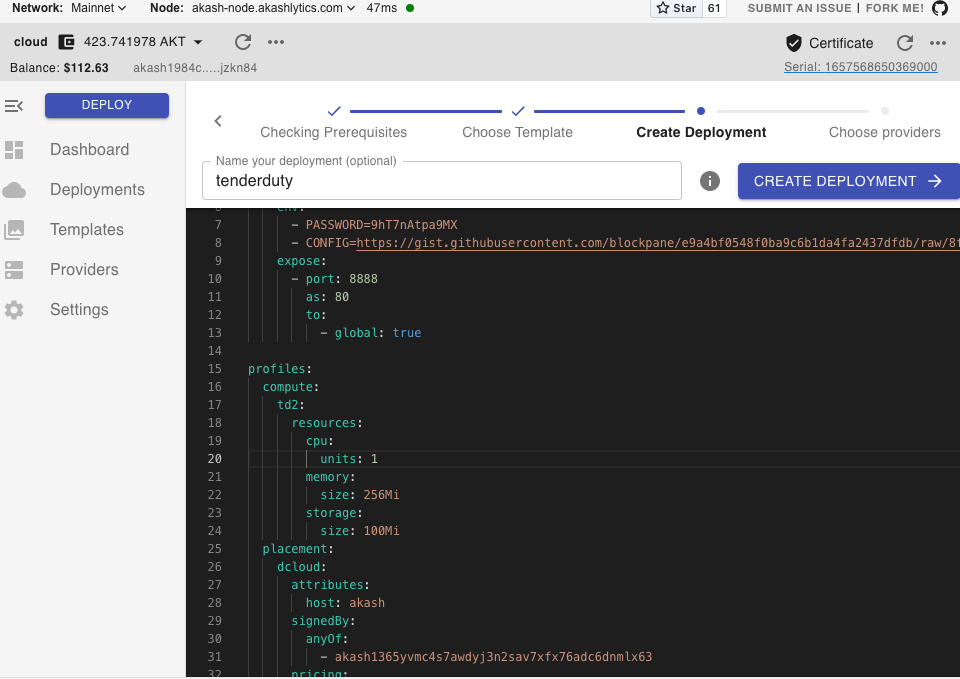 Network: Mainnet Node: akash-node.akashlytics.com 47ms Star 61 SUBMIT AN ISSUE | FORK ME!
cloud 423.741978 AKT Certificate
Balance: $112.63 akash1984c.....jzkn84 Serial: 1657568650369000
DEPLOY
Dashboard
Deployments
Templates
Providers
Settings
Checking Prerequisites Choose Template Create Deployment Choose providers
Name your deployment (optional)
tenderduty
CREATE DEPLOYMENT
6 env:
7 - PASSWORD=9hT7nAtpa9MX
8 - CONFIG=https://gist.githubusercontent.com/blockpane/e9a4bf0548f0ba9c6b1da4fa2437dfdb/raw/8f
9 expose:
10 - port: 8888
11 as: 80
12 to:
13 - global: true
14
15 profiles:
16 compute:
17 td2:
18 resources:
19 cpu:
20 units: 1
21 memory:
22 size: 256Mi
23 storage:
24 size: 100Mi
25 placement:
26 dcloud:
27 attributes:
28 host: akash
29 signedBy:
30 anyOf:
31 - akash1365yvmc4s7awdyj3n2sav7xfx76adc6dnmlx63
32 pricing: